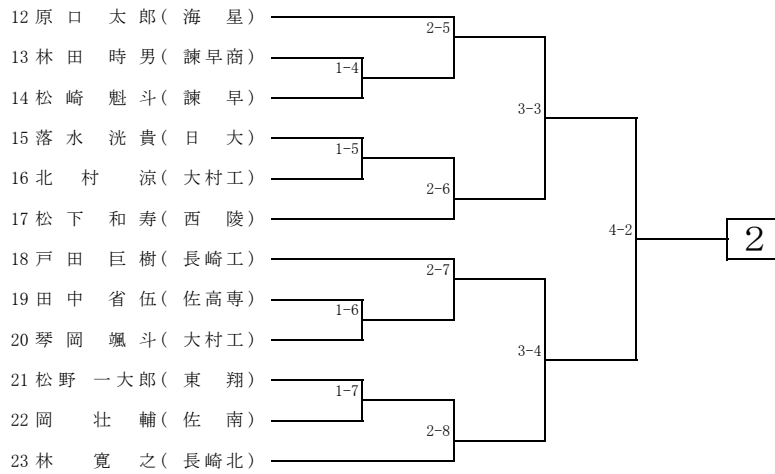 12 原口 太郎 ( 海 星 )
2-5
13 林田 時男 ( 諫早商 )
1-4
14 松崎 魁斗 ( 諫 早 )
3-3
15 落水 洸貴 ( 日 大 )
1-5
16 北村 涼 ( 大村工 )
2-6
17 松下 和寿 ( 西 陵 )
4-2
2
18 戸田 巨樹 ( 長崎工 )
2-7
19 田中 省伍 ( 佐高専 )
1-6
20 琴岡 颯斗 ( 大村工 )
3-4
21 松野 一大郎 ( 東 翔 )
1-7
22 岡 壮輔 ( 佐 南 )
2-8
23 林 寛之 ( 長崎北 )